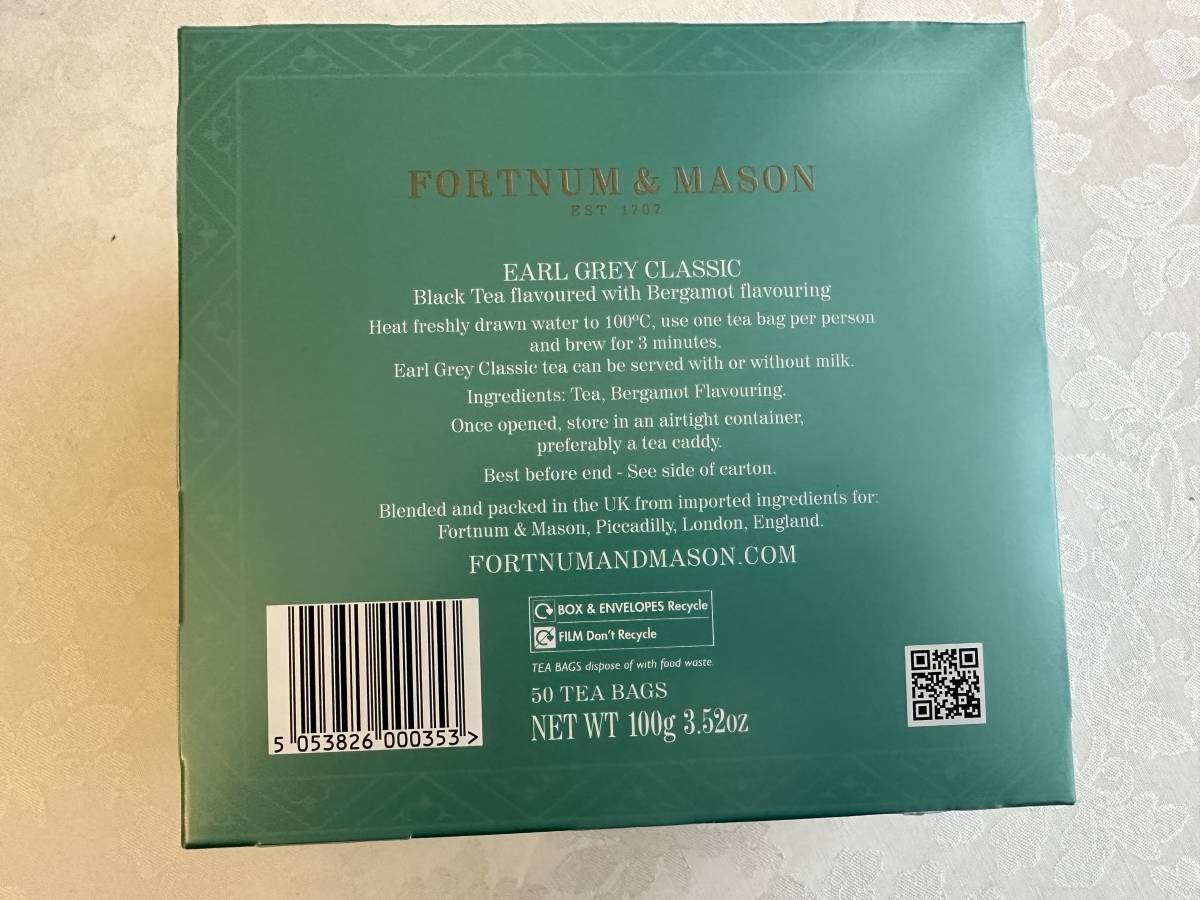 FORTNUM & MASON
EST 1707
EARL GREY CLASSIC
Black Tea flavoured with Bergamot flavouring
Heat freshly drawn water to 100ºC, use one tea bag per person
and brew for 3 minutes.
Earl Grey Classic tea can be served with or without milk.
Ingredients: Tea, Bergamot Flavouring.
Once opened, store in an airtight container,
preferably a tea caddy.
Best before end - See side of carton.
Blended and packed in the UK from imported ingredients for:
Fortnum & Mason, Piccadilly, London, England.
FORTNUMANDMASON.COM
BOX & ENVELOPES Recycle
FILM Don't Recycle
TEA BAGS dispose of with food waste.
50 TEA BAGS
NET WT 100g 3.52oz
5 053826 000353 >